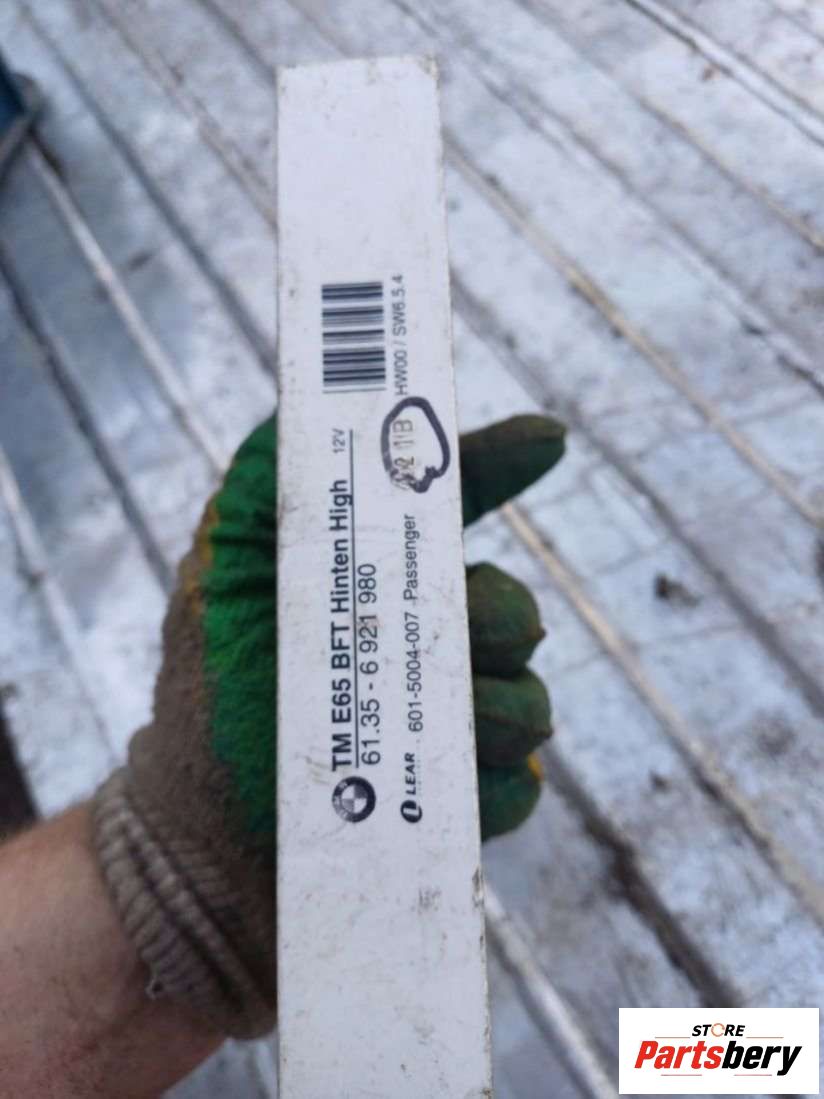 TM E65 BFT Hinten High 12V
61.35 - 6 921 980
LEAR 601-5004-007 Passenger HW00 / SW6.5.4
STORE
Partsbery